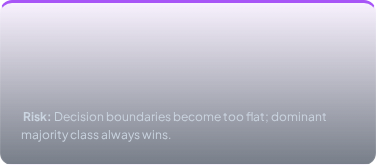 Risk: Decision boundaries become too flat; dominant
majority class always wins.